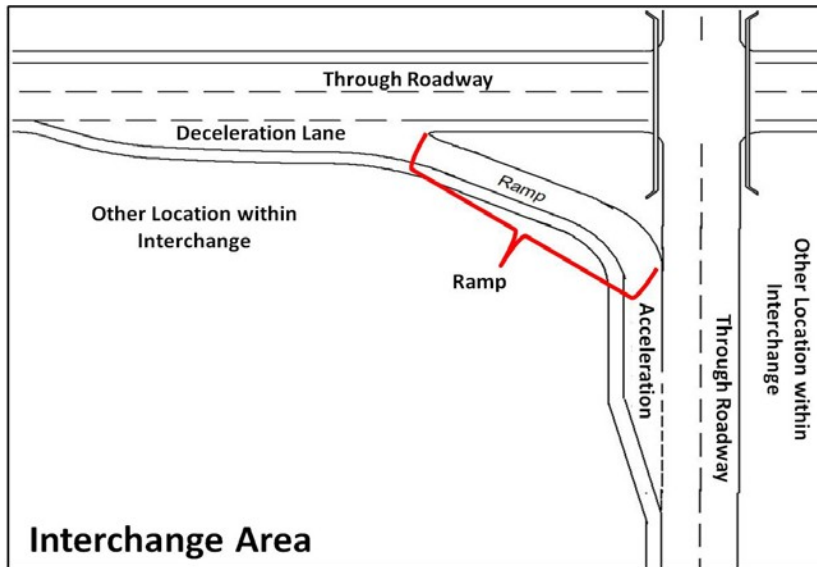 Through Roadway
Deceleration Lane
Ramp
Other Location within
Interchange
Ramp
Acceleration
Through Roadway
Other Location within
Interchange
Interchange Area